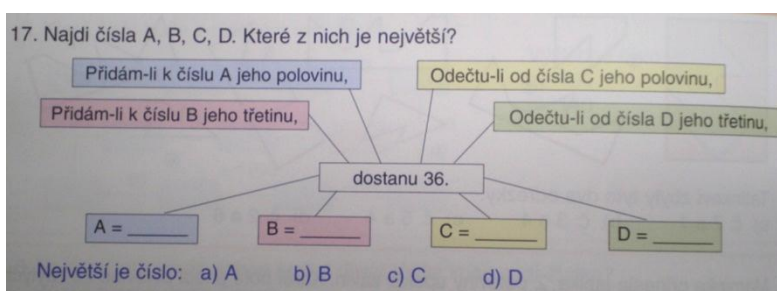 17. Najdi čísla A, B, C, D. Které z nich je největší?
Přidám-li k číslu A jeho polovinu,
Odečtu-li od čísla C jeho polovinu,
Přidám-li k číslu B jeho třetinu,
Odečtu-li od čísla D jeho třetinu,
dostanu 36.
A = ______
B = ______
C = ______
D = ______
Největší je číslo: a) A b) B c) C d) D